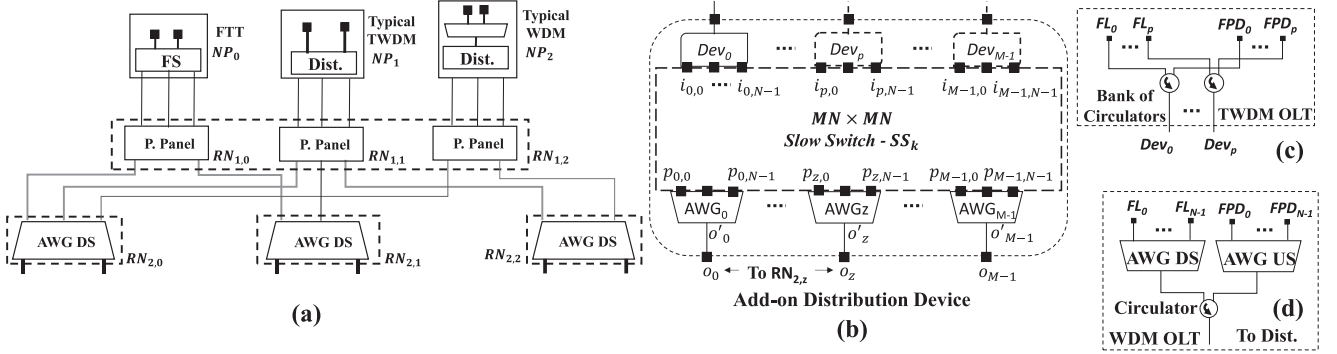 FTT
NP0
FS
Typical
TWDM
NP1
Dist.
Typical
WDM
NP2
Dist.
P. Panel
RN1,0
P. Panel
RN1,1
P. Panel
RN1,2
AWG DS
RN2,0
AWG DS
RN2,1
AWG DS
RN2,2
(a)
Dev0
Devp
DevM-1
i0,0
i0,N−1
ip,0
ip,N−1
iM−1,0
iM−1,N−1
MN × MN
Slow Switch - SSk
p0,0
p0,N−1
pz,0
pz,N−1
pM−1,0
pM−1,N−1
AWG0
AWGz
AWGM-1
o′0
o′z
o′M−1
o0
To RN2,z
oz
oM−1
Add-on Distribution Device
(b)
FL0
FLp
FPD0
FPDp
Bank of
Circulators
TWDM OLT
Dev0
Devp
(c)
FL0
FLN-1
FPD0
FPDN-1
AWG DS
AWG US
Circulator
(d)
WDM OLT
To Dist.